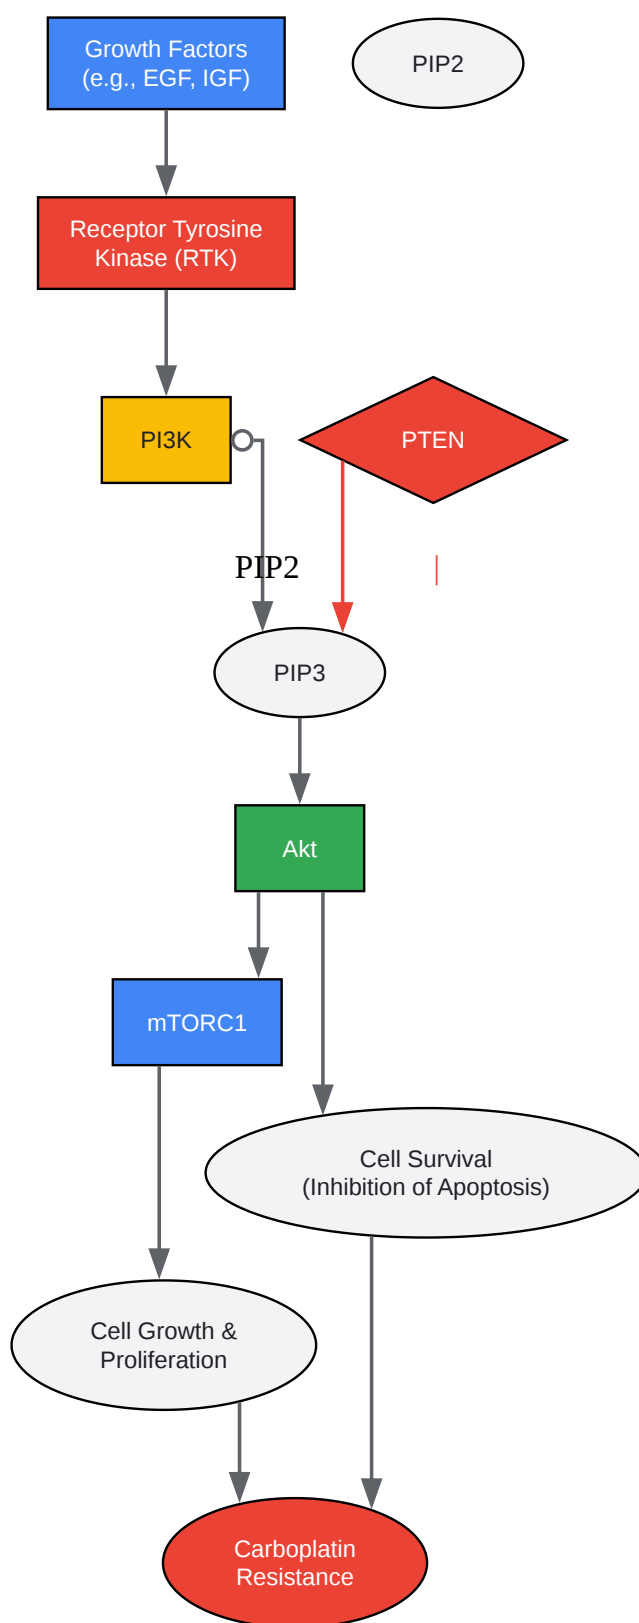 Growth Factors
(e.g., EGF, IGF)
PIP2
Receptor Tyrosine
Kinase (RTK)
PI3K
PTEN
PIP2
|
PIP3
Akt
mTORC1
Cell Survival
(Inhibition of Apoptosis)
Cell Growth &
Proliferation
Carboplatin
Resistance